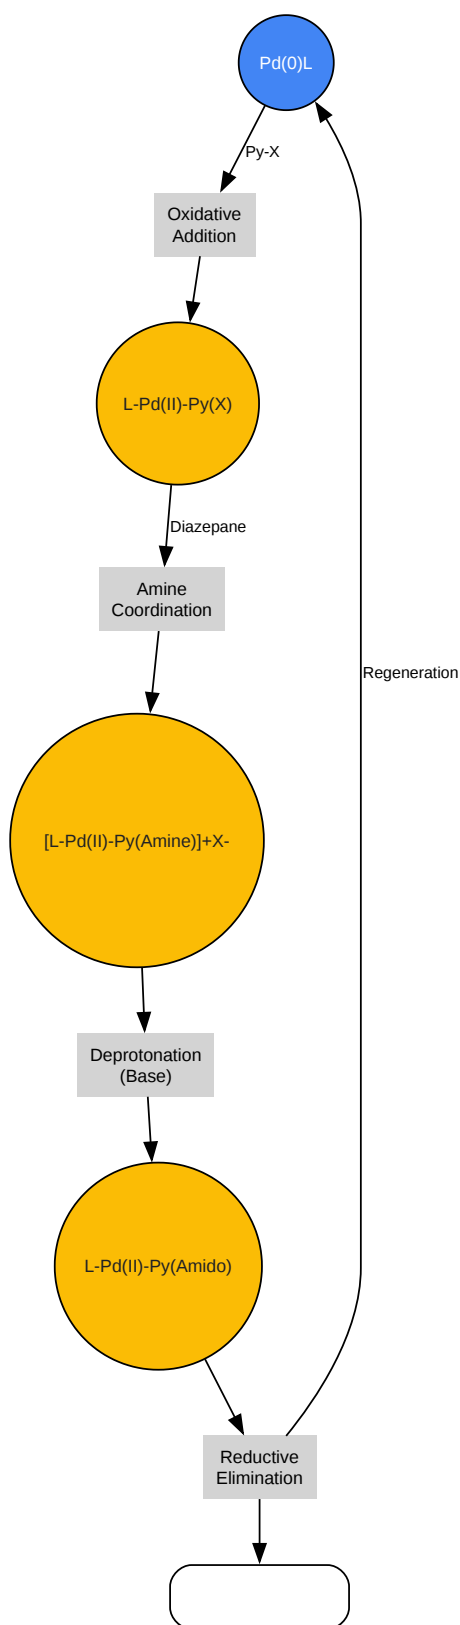 Pd(0)L
Py-X
Oxidative
Addition
L-Pd(II)-Py(X)
Diazepane
Amine
Coordination
Regeneration
[L-Pd(II)-Py(Amine)]+X-
Deprotonation
(Base)
L-Pd(II)-Py(Amido)
Reductive
Elimination